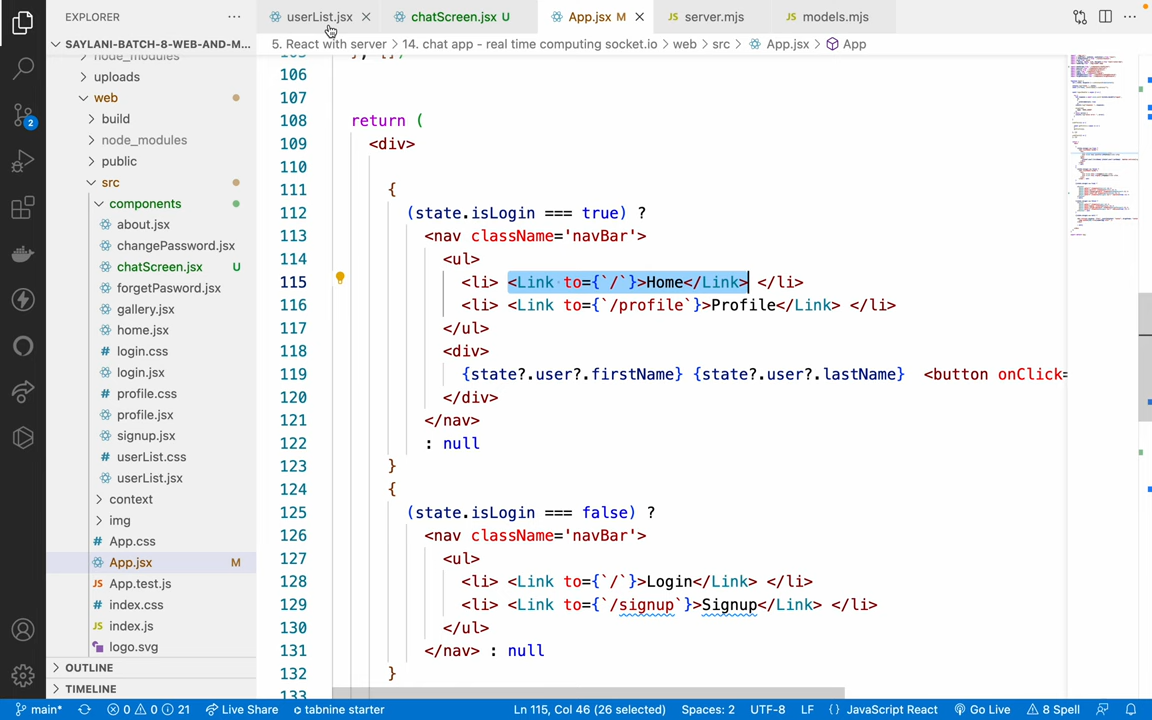 EXPLORER
userList.jsx
chatScreen.jsx U
App.jsx M
server.mjs
models.mjs
SAYLANI-BATCH-8-WEB-AND-M...
5. React with server > 14. chat app - real time computing socket.io > web > src > App.jsx > App
node_modules
uploads
web
build
node_modules
public
src
components
about.jsx
changePassword.jsx
chatScreen.jsx U
forgetPasword.jsx
gallery.jsx
home.jsx
login.css
login.jsx
profile.css
profile.jsx
signup.jsx
userList.css
userList.jsx
context
img
App.css
App.jsx M
App.test.js
index.css
index.js
logo.svg
OUTLINE
TIMELINE
106
107
108 return (
109 <div>
110
111 {
112 (state.isLogin === true) ?
113 <nav className='navBar'>
114 <ul>
115 <li> <Link to={`/`}>Home</Link> </li>
116 <li> <Link to={`/profile`}>Profile</Link> </li>
117 </ul>
118 <div>
119 {state?.user?.firstName} {state?.user?.lastName} <button onClick=
120 </div>
121 </nav>
122 : null
123 }
124 {
125 (state.isLogin === false) ?
126 <nav className='navBar'>
127 <ul>
128 <li> <Link to={`/`}>Login</Link> </li>
129 <li> <Link to={`/signup`}>Signup</Link> </li>
130 </ul>
131 </nav> : null
132 }
133
main* 0 0 21 Live Share tabnine starter Ln 115, Col 46 (26 selected) Spaces: 2 UTF-8 LF {} JavaScript React Go Live 8 Spell